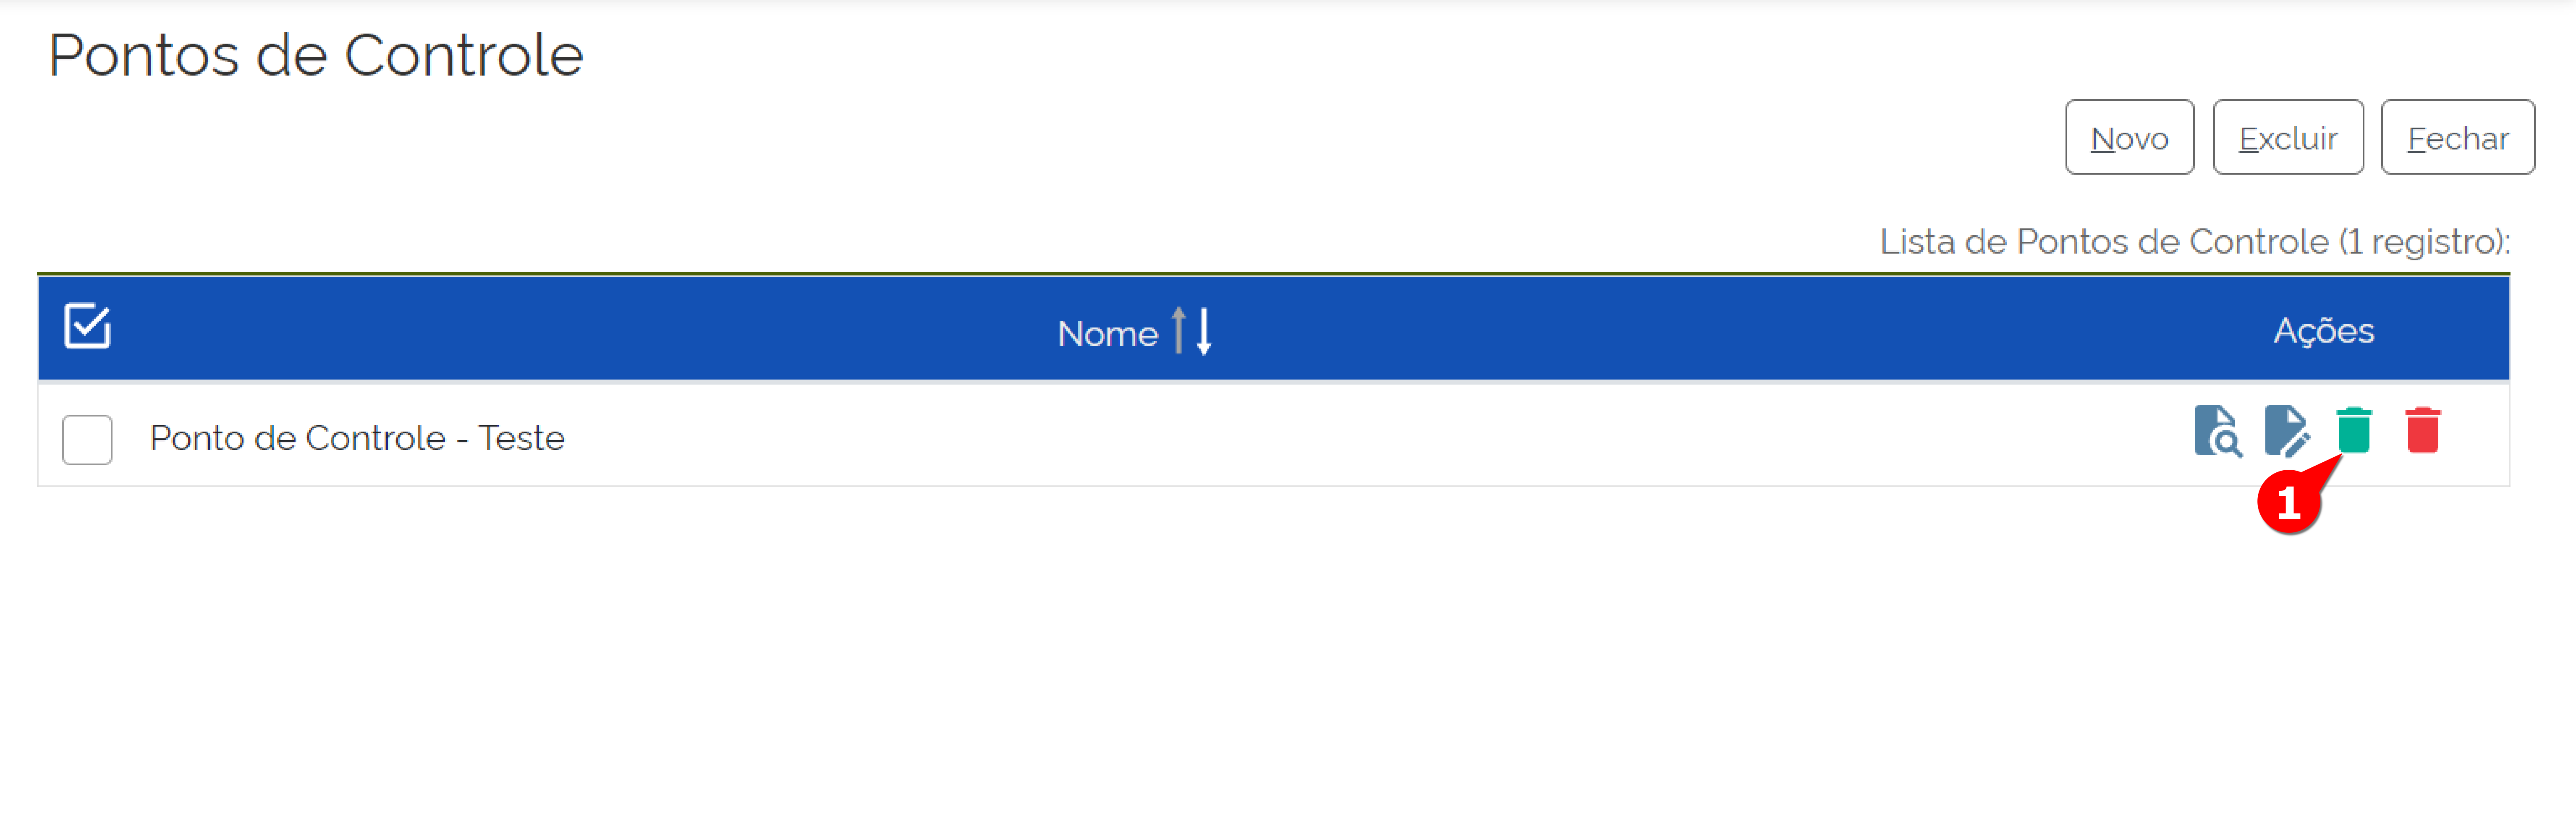 Pontos de Controle
Novo Excluir Fechar
Lista de Pontos de Controle (1 registro):
Nome Ações
Ponto de Controle - Teste
1